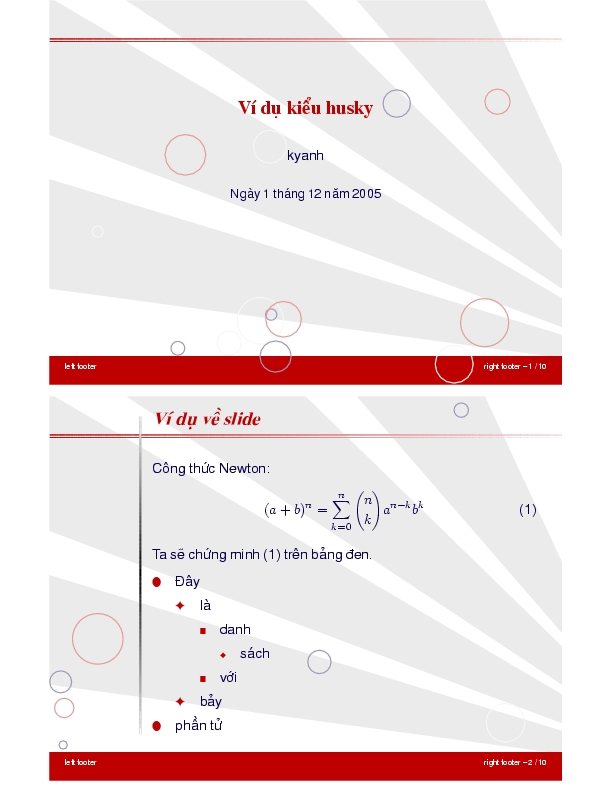 Ví dụ kiểu husky
kyanh
Ngày 1 tháng 12 năm 2005
left footer right footer – 1 / 10
Ví dụ về slide
Công thức Newton:
(a + b)^n = ∑_{k=0}^{n} \binom{n}{k} a^{n−k} b^k (1)
Ta sẽ chứng minh (1) trên bảng đen.
● Đây
✦ là
■ danh
◆ sách
■ với
✦ bảy
● phần tử
left footer right footer – 2 / 10